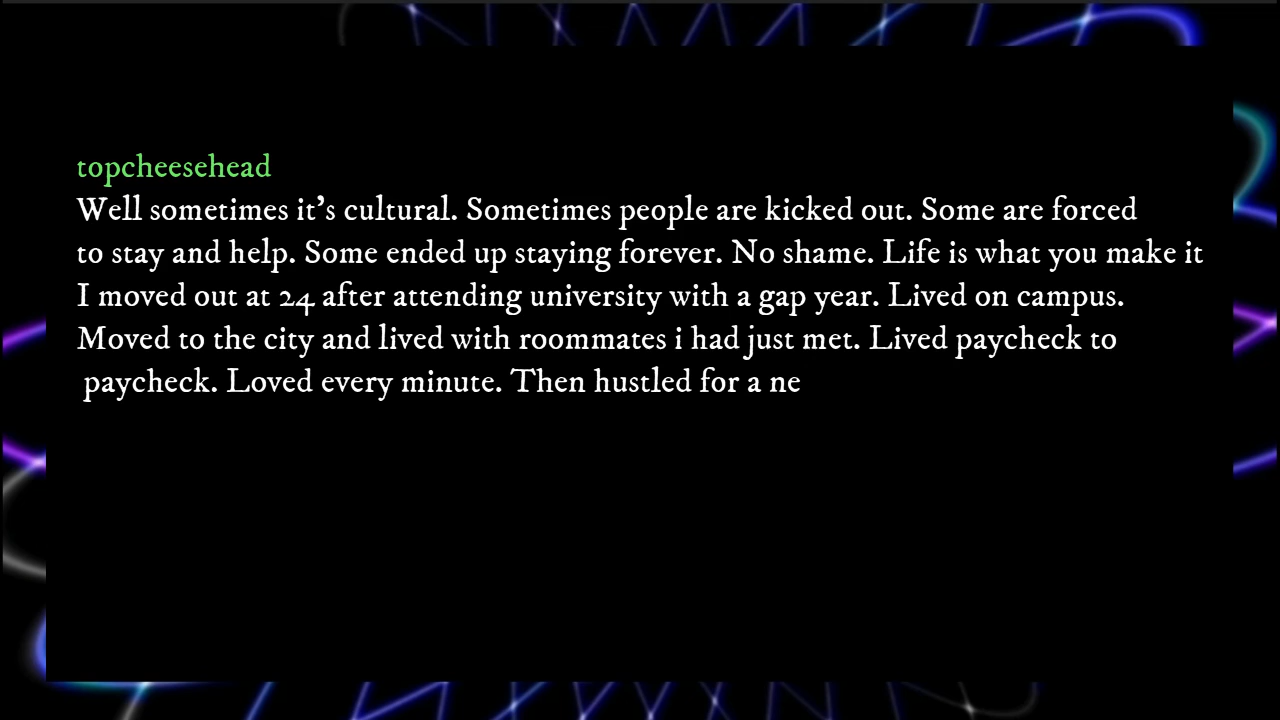 topcheesehead
Well sometimes it's cultural. Sometimes people are kicked out. Some are forced
to stay and help. Some ended up staying forever. No shame. Life is what you make it
I moved out at 24 after attending university with a gap year. Lived on campus.
Moved to the city and lived with roommates i had just met. Lived paycheck to
paycheck. Loved every minute. Then hustled for a ne